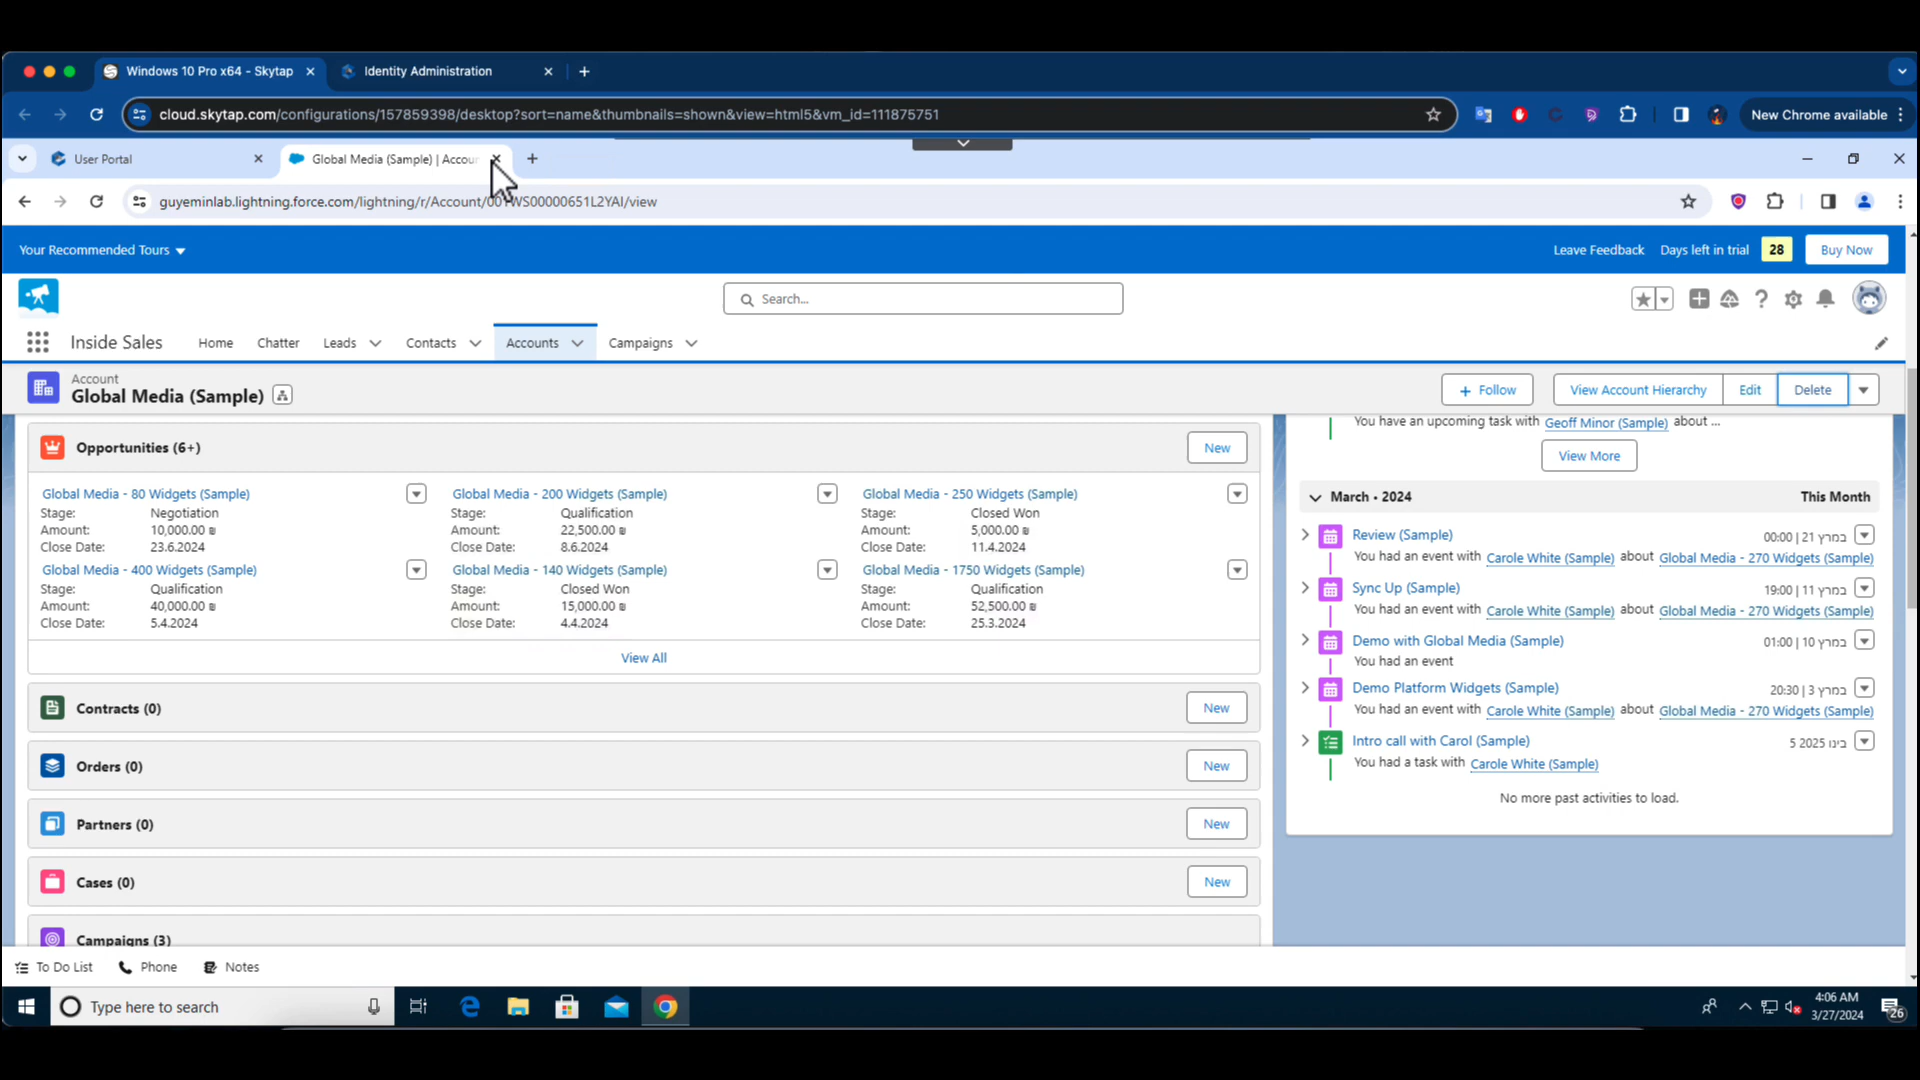 Windows 10 Pro x64 - Skytap
Identity Administration
cloud.skytap.com/configurations/157859398/desktop?sort=name&thumbnails=shown&view=html5&vm_id=111875751
New Chrome available
User Portal
Global Media (Sample) | Accou
guyeminlab.lightning.force.com/lightning/r/Account/001WS00000651L2YAI/view
Your Recommended Tours
Leave Feedback
Days left in trial
28
Buy Now
Search...
Inside Sales
Home
Chatter
Leads
Contacts
Accounts
Campaigns
Account
Global Media (Sample)
+ Follow
View Account Hierarchy
Edit
Delete
Opportunities (6+)
New
Global Media - 80 Widgets (Sample)
Stage: Negotiation
Amount: 10,000.00 ₪
Close Date: 23.6.2024
Global Media - 200 Widgets (Sample)
Stage: Qualification
Amount: 22,500.00 ₪
Close Date: 8.6.2024
Global Media - 250 Widgets (Sample)
Stage: Closed Won
Amount: 5,000.00 ₪
Close Date: 11.4.2024
Global Media - 400 Widgets (Sample)
Stage: Qualification
Amount: 40,000.00 ₪
Close Date: 5.4.2024
Global Media - 140 Widgets (Sample)
Stage: Closed Won
Amount: 15,000.00 ₪
Close Date: 4.4.2024
Global Media - 1750 Widgets (Sample)
Stage: Qualification
Amount: 52,500.00 ₪
Close Date: 25.3.2024
View All
Contracts (0)
New
Orders (0)
New
Partners (0)
New
Cases (0)
New
Campaigns (3)
You have an upcoming task with Geoff Minor (Sample) about ...
View More
March • 2024
This Month
Review (Sample)
00:00 | 21 במרץ
You had an event with Carole White (Sample) about Global Media - 270 Widgets (Sample)
Sync Up (Sample)
19:00 | 11 במרץ
You had an event with Carole White (Sample) about Global Media - 270 Widgets (Sample)
Demo with Global Media (Sample)
01:00 | 10 במרץ
You had an event
Demo Platform Widgets (Sample)
20:30 | 3 במרץ
You had an event with Carole White (Sample) about Global Media - 270 Widgets (Sample)
Intro call with Carol (Sample)
5 בינו 2025
You had a task with Carole White (Sample)
No more past activities to load.
To Do List
Phone
Notes
Type here to search
4:06 AM
3/27/2024
26